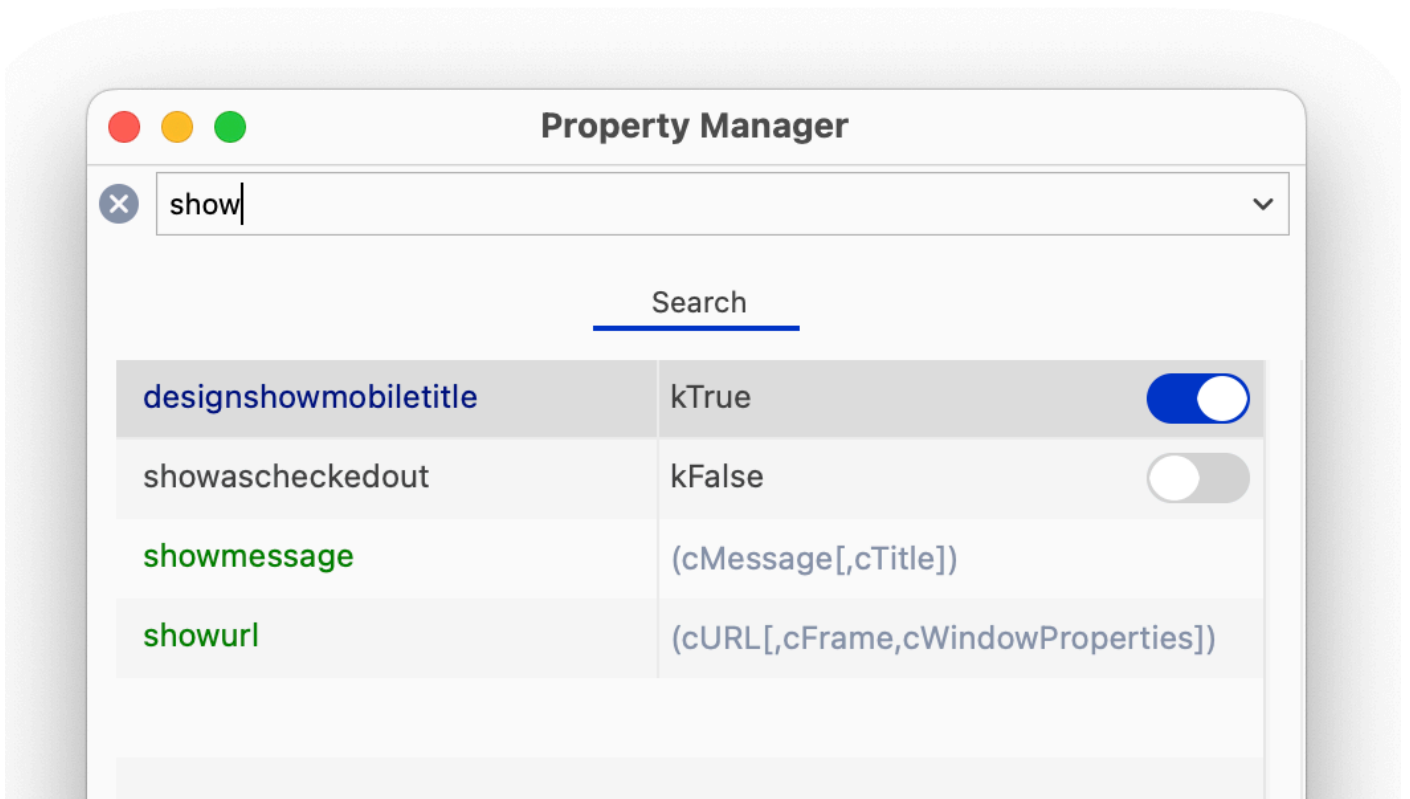 Property Manager
show
Search
designshowmobiletitle kTrue
showascheckedout kFalse
showmessage (cMessage[,cTitle])
showurl (cURL[,cFrame,cWindowProperties])